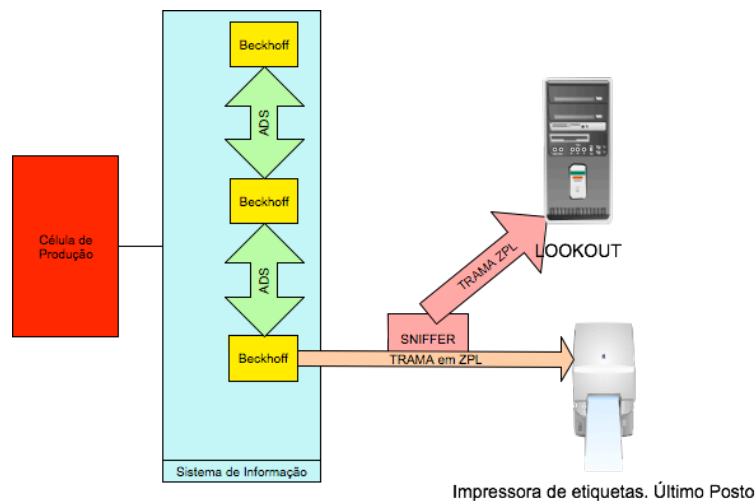 Beckhoff
ADS
Beckhoff
Célula de
Produção
ADS
Beckhoff
TRAMA ZPL
LOOKOUT
SNIFFER
TRAMA em ZPL
Sistema de Informação
Impressora de etiquetas. Último Posto